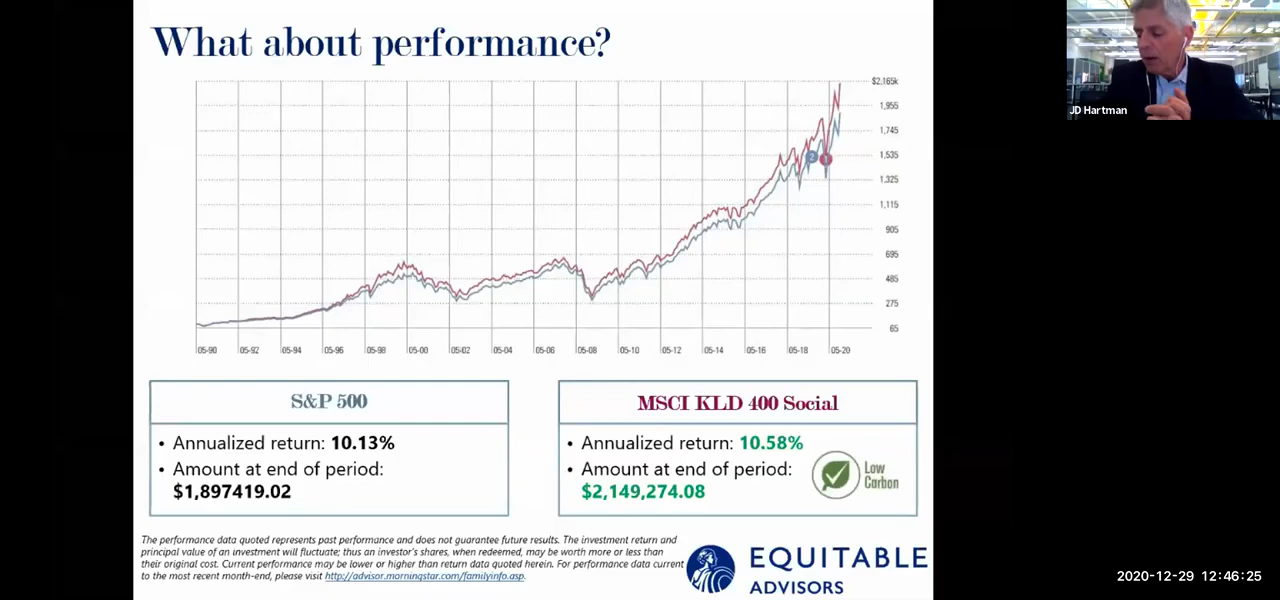 What about performance?
$2,165k
1,955
1,745
1,535
1,325
1,115
905
695
485
275
65
05-90 05-92 05-94 05-96 05-98 05-00 05-02 05-04 05-06 05-08 05-10 05-12 05-14 05-16 05-18 05-20
S&P 500
• Annualized return: 10.13%
• Amount at end of period:
$1,897419.02
MSCI KLD 400 Social
• Annualized return: 10.58%
• Amount at end of period:
$2,149,274.08
Low
Carbon
The performance data quoted represents past performance and does not guarantee future results. The investment return and
principal value of an investment will fluctuate; thus an investor's shares, when redeemed, may be worth more or less than
their original cost. Current performance may be lower or higher than return data quoted herein. For performance data current
to the most recent month-end, please visit http://advisor.morningstar.com/familyinfo.asp.
EQUITABLE
ADVISORS
JD Hartman
2020-12-29 12:46:25